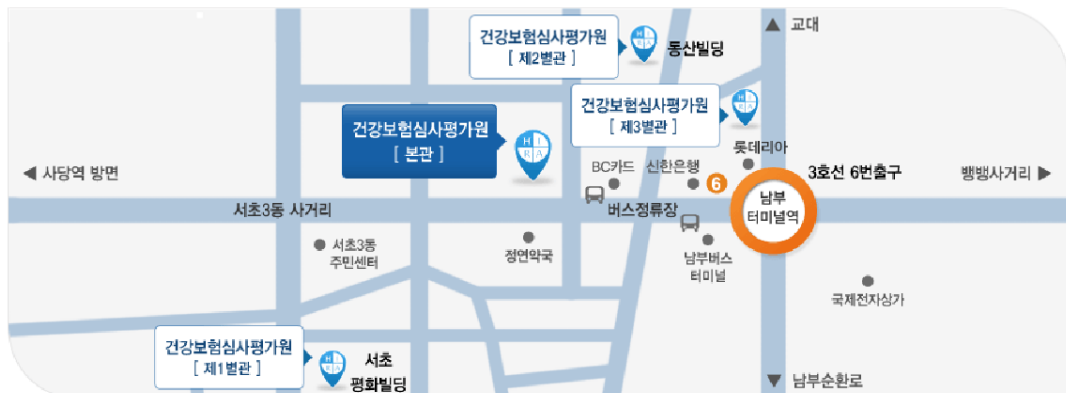 건강보험심사평가원
[ 제2별관 ]
동산빌딩
▲ 교대
건강보험심사평가원
[ 제3별관 ]
건강보험심사평가원
[ 본관 ]
H I
R A
롯데리아
◀ 사당역 방면
BC카드
신한은행
6
3호선 6번출구
뱅뱅사거리 ▶
서초3동 사거리
버스정류장
남부
터미널역
서초3동
주민센터
정연약국
남부버스
터미널
국제전자상가
건강보험심사평가원
[ 제1별관 ]
서초
평화빌딩
▼ 남부순환로